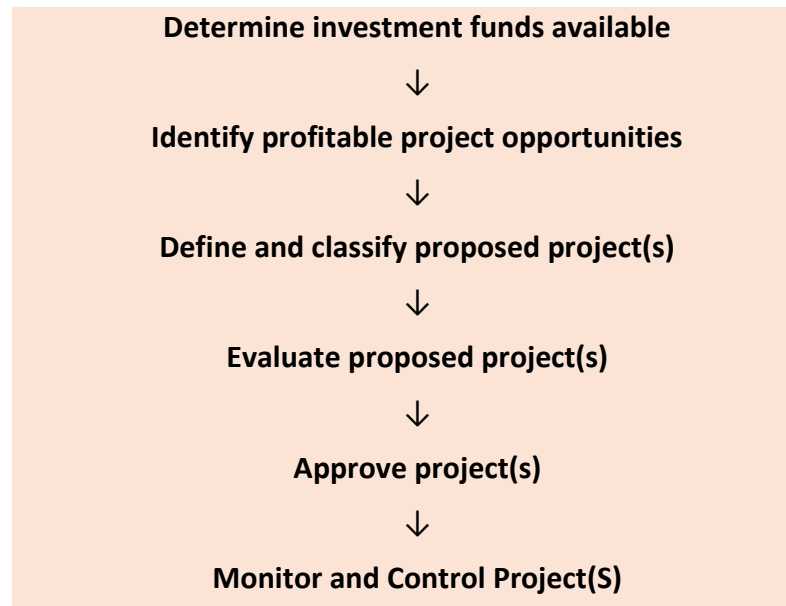 Determine investment funds available
↓
Identify profitable project opportunities
↓
Define and classify proposed project(s)
↓
Evaluate proposed project(s)
↓
Approve project(s)
↓
Monitor and Control Project(S)